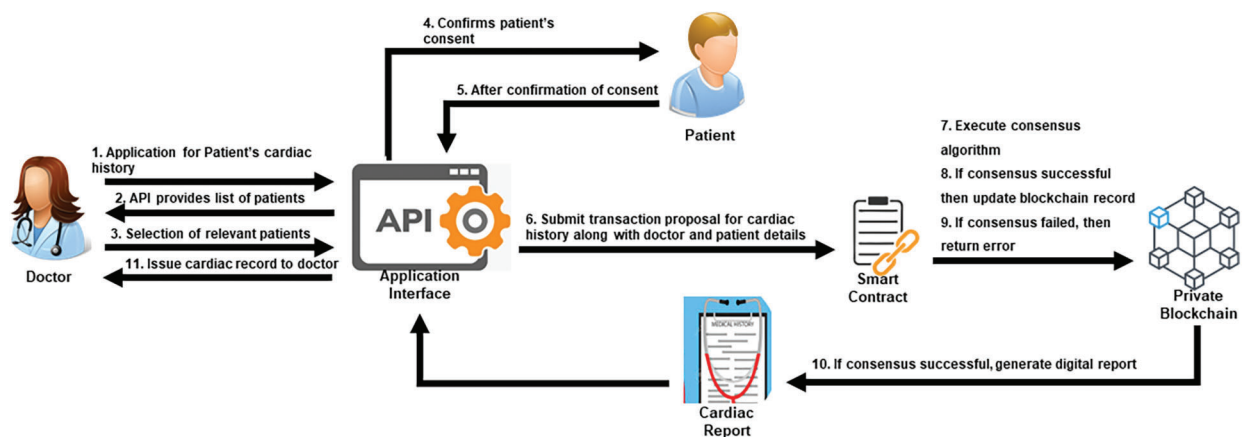 4. Confirms patient's
consent
5. After confirmation of consent
Patient
1. Application for Patient's cardiac
history
2. API provides list of patients
3. Selection of relevant patients
11. Issue cardiac record to doctor
Doctor
API
Application
Interface
6. Submit transaction proposal for cardiac
history along with doctor and patient details
Smart
Contract
7. Execute consensus
algorithm
8. If consensus successful
then update blockchain record
9. If consensus failed, then
return error
Private
Blockchain
MEDICAL HISTORY
10. If consensus successful, generate digital report
Cardiac
Report